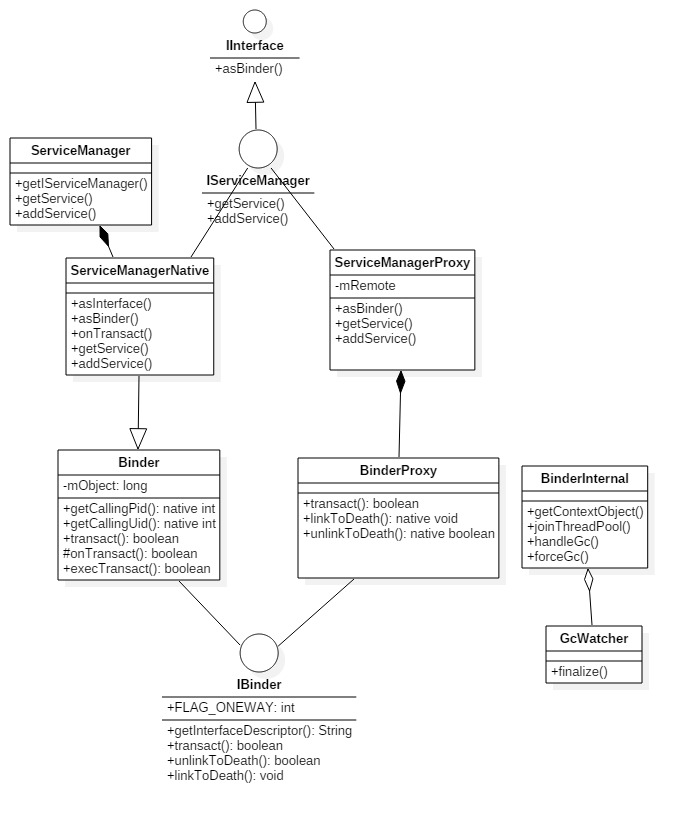 IInterface
+asBinder()
ServiceManager
+getIServiceManager()
+getService()
+addService()
IServiceManager
+getService()
+addService()
ServiceManagerNative
+asInterface()
+asBinder()
+onTransact()
+getService()
+addService()
ServiceManagerProxy
-mRemote
+asBinder()
+getService()
+addService()
Binder
-mObject: long
+getCallingPid(): native int
+getCallingUid(): native int
+transact(): boolean
#onTransact(): boolean
+execTransact(): boolean
BinderProxy
+transact(): boolean
+linkToDeath(): native void
+unlinkToDeath(): native boolean
BinderInternal
+getContextObject()
+joinThreadPool()
+handleGc()
+forceGc()
GcWatcher
+finalize()
IBinder
+FLAG_ONEWAY: int
+getInterfaceDescriptor(): String
+transact(): boolean
+unlinkToDeath(): boolean
+linkToDeath(): void